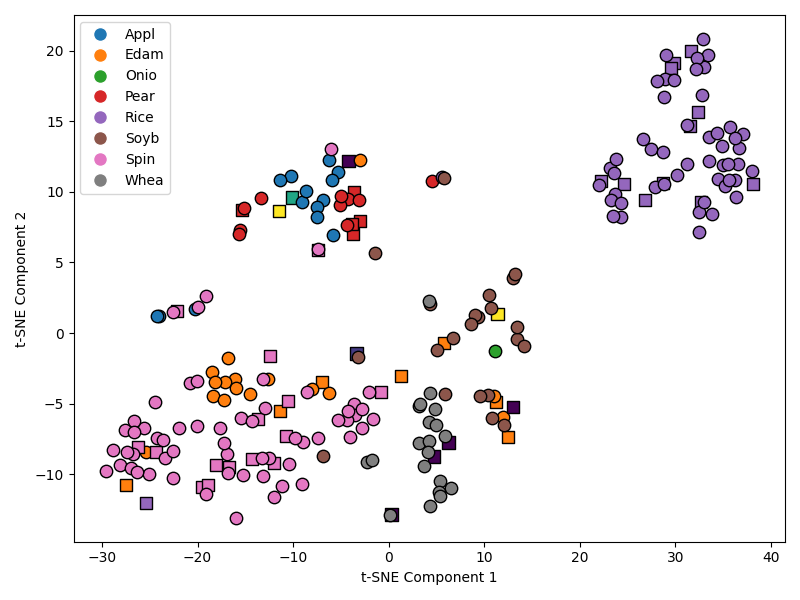 Appl
Edam
Onio
Pear
Rice
Soyb
Spin
Whea
20
15
10
5
0
−5
−10
t-SNE Component 2
−30 −20 −10 0 10 20 30 40
t-SNE Component 1